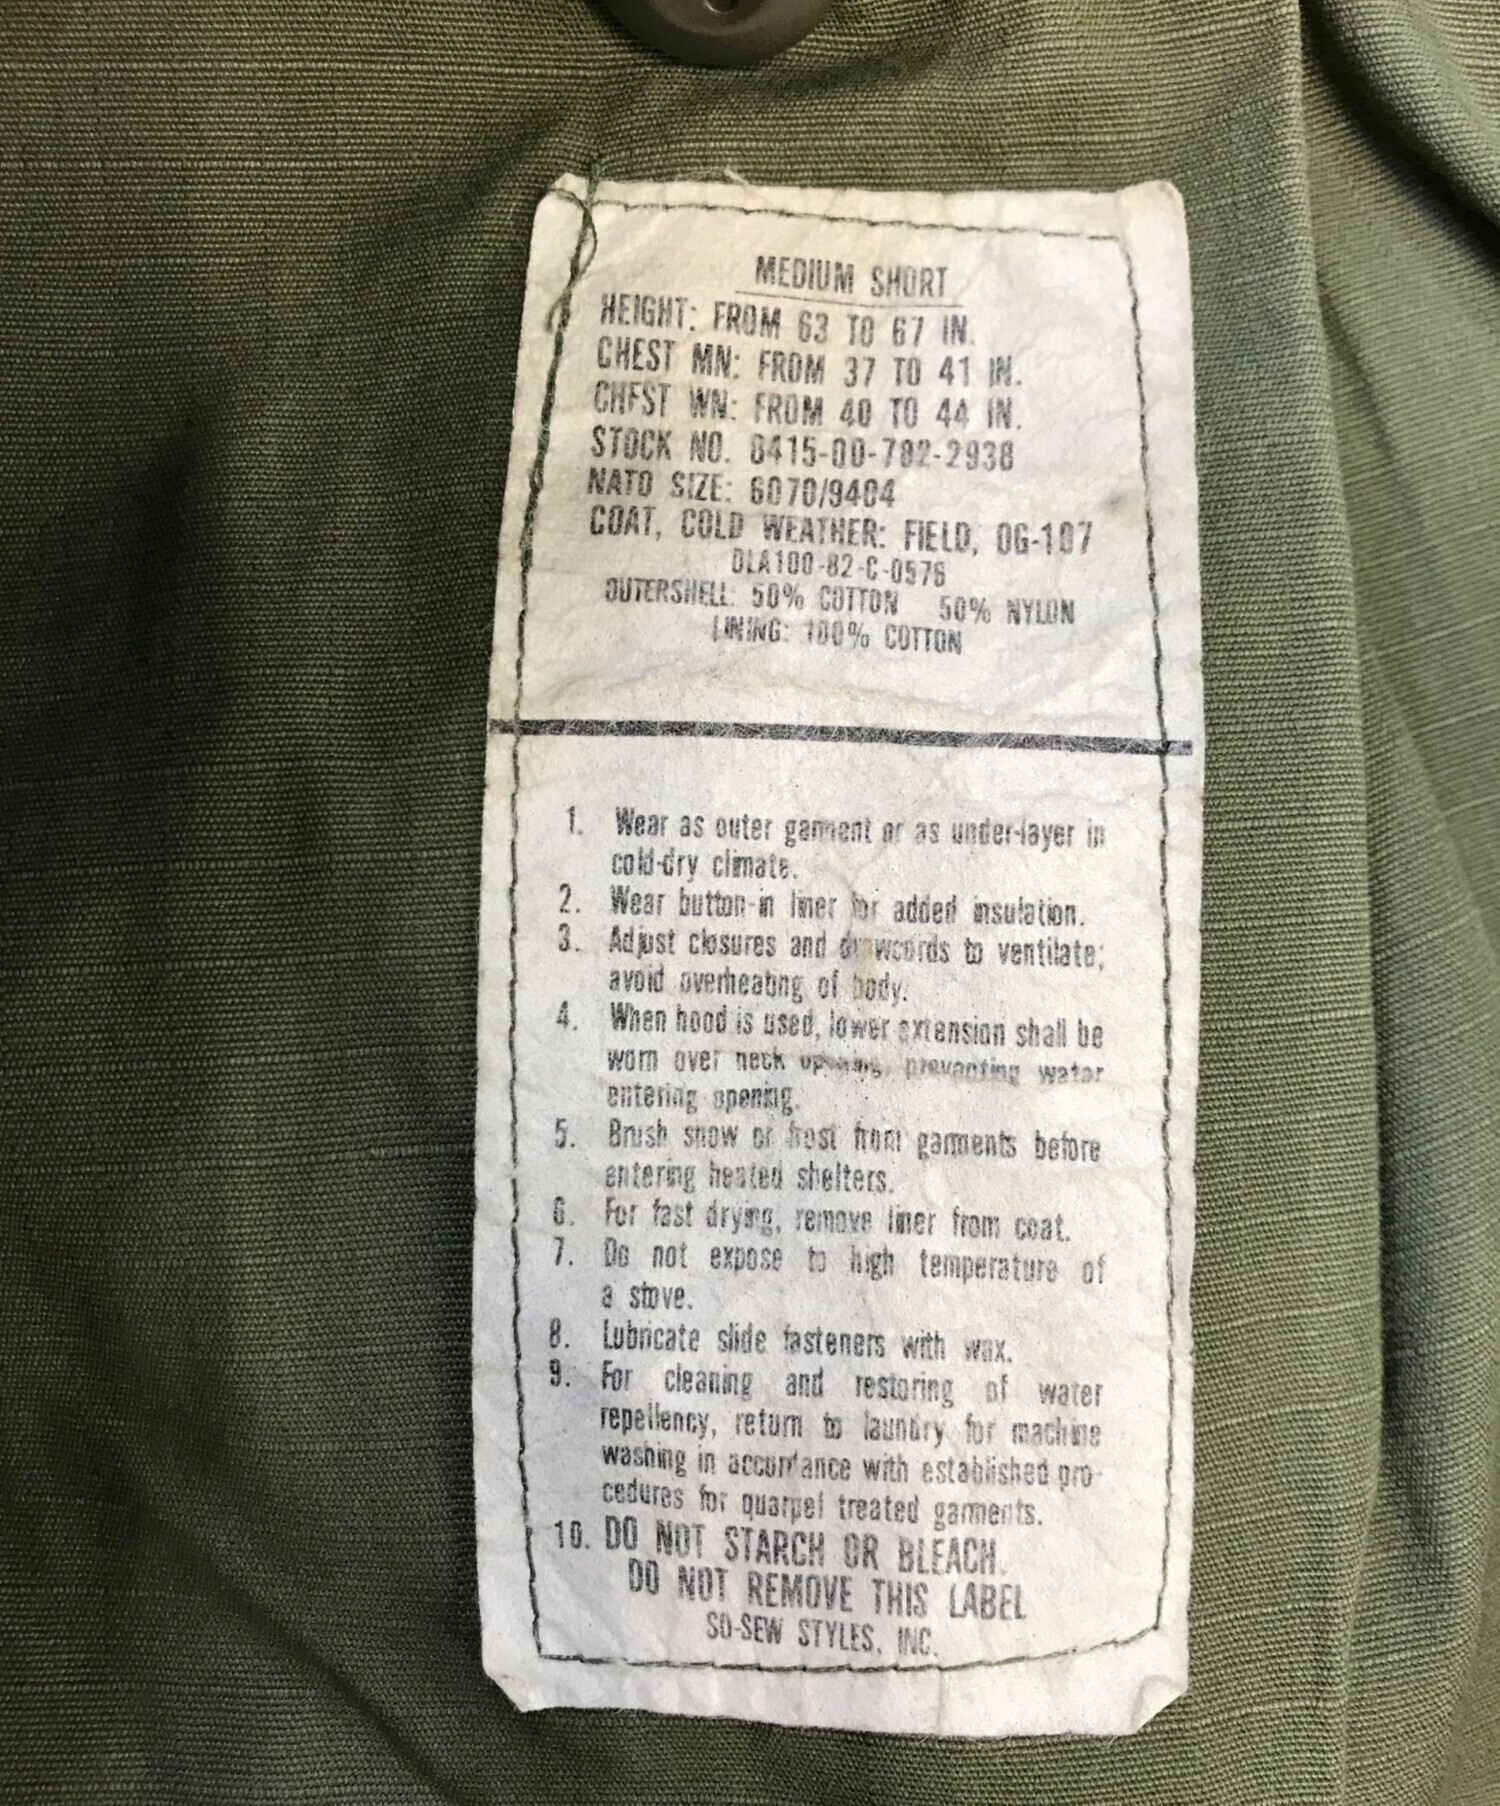 MEDIUM SHORT
HEIGHT: FROM 63 TO 67 IN.
CHEST MN: FROM 37 TO 41 IN.
CHEST WN: FROM 40 TO 44 IN.
STOCK NO. 8415-00-782-2938
NATO SIZE: 6070/9404
COAT, COLD WEATHER: FIELD, OG-107
DLA100-82-C-0576
OUTERSHELL: 50% COTTON 50% NYLON
LINING: 100% COTTON
1. Wear as outer garment or as under-layer in
cold-dry climate.
2. Wear button-in liner for added insulation.
3. Adjust closures and drawcords to ventilate;
avoid overheating of body.
4. When hood is used, lower extension shall be
worn over neck opening, preventing water
entering opening.
5. Brush snow or frost from garments before
entering heated shelters.
6. For fast drying, remove liner from coat.
7. Do not expose to high temperature of
a stove.
8. Lubricate slide fasteners with wax.
9. For cleaning and restoring of water
repellency, return to laundry for machine
washing in accordance with established pro-
cedures for quarpel treated garments.
10. DO NOT STARCH OR BLEACH.
DO NOT REMOVE THIS LABEL
SO-SEW STYLES, INC.